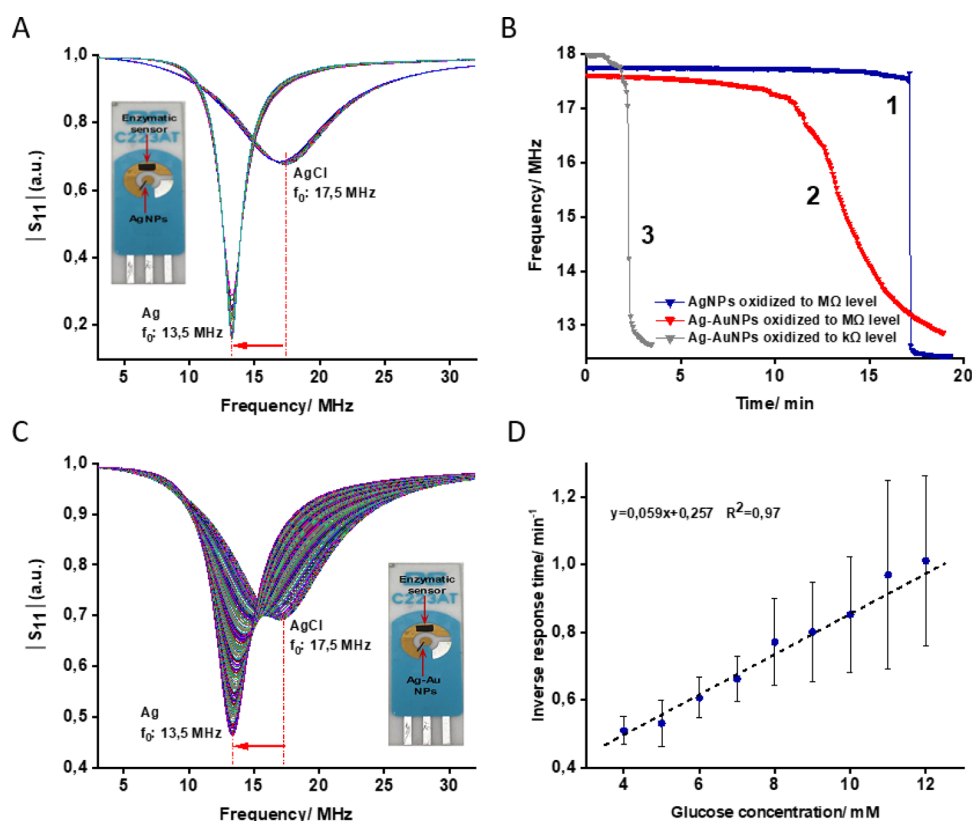 A
1,0
0,8
0,6
0,4
0,2
|S₁₁| (a.u.)
Enzymatic
sensor
C223AT
AgNPs
AgCl
f₀: 17,5 MHz
Ag
f₀: 13,5 MHz
5 10 15 20 25 30
Frequency/ MHz
B
18
17
16
15
14
13
Frequency/ MHz
1
2
3
AgNPs oxidized to MΩ level
Ag-AuNPs oxidized to MΩ level
Ag-AuNPs oxidized to kΩ level
0 5 10 15 20
Time/ min
C
1,0
0,9
0,8
0,7
0,6
0,5
0,4
|S₁₁| (a.u.)
AgCl
f₀: 17,5 MHz
Enzymatic
sensor
C223AT
Ag-Au
NPs
Ag
f₀: 13,5 MHz
5 10 15 20 25 30
Frequency/ MHz
D
1,2
1,0
0,8
0,6
0,4
Inverse response time/ min⁻¹
y=0,059x+0,257 R²=0,97
4 6 8 10 12
Glucose concentration/ mM